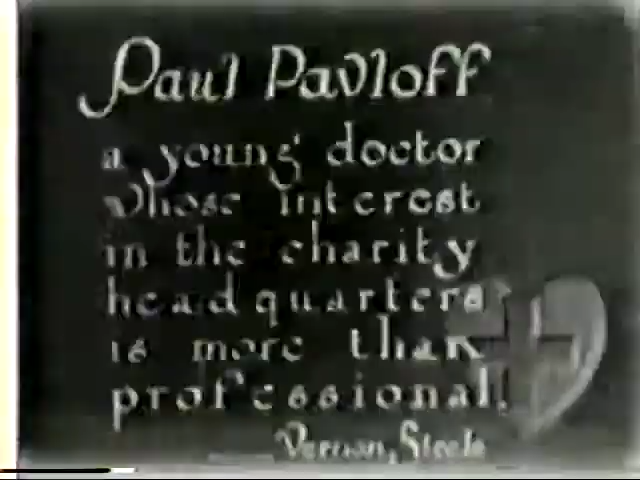 Paul Pavloff
a young doctor
whose interest
in the charity
headquarters
is more than
professional.
Vernon Steele